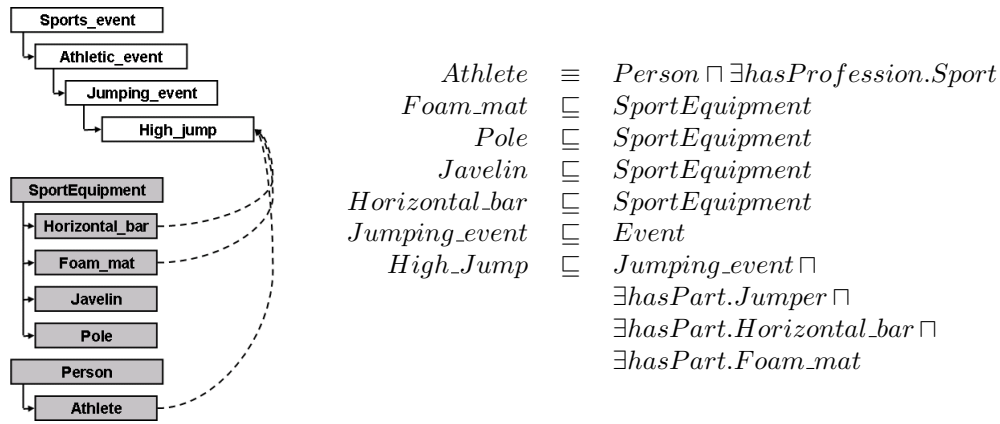 Sports_event
Athletic_event
Jumping_event
High_jump
SportEquipment
Horizontal_bar
Foam_mat
Javelin
Pole
Person
Athlete
Athlete ≡ Person ⊓ ∃hasProfession.Sport
Foam_mat ⊑ SportEquipment
Pole ⊑ SportEquipment
Javelin ⊑ SportEquipment
Horizontal_bar ⊑ SportEquipment
Jumping_event ⊑ Event
High_Jump ⊑ Jumping_event ⊓
∃hasPart.Jumper ⊓
∃hasPart.Horizontal_bar ⊓
∃hasPart.Foam_mat